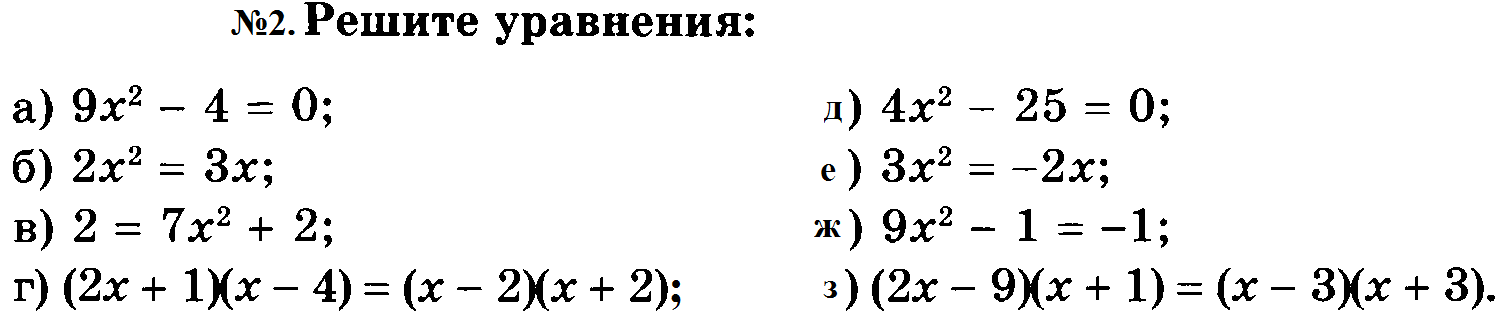 №2. Решите уравнения:
а) 9x² − 4 = 0;
б) 2x² = 3x;
в) 2 = 7x² + 2;
г) (2x + 1)(x − 4) = (x − 2)(x + 2);
д) 4x² − 25 = 0;
е) 3x² = −2x;
ж) 9x² − 1 = −1;
з) (2x − 9)(x + 1) = (x − 3)(x + 3).